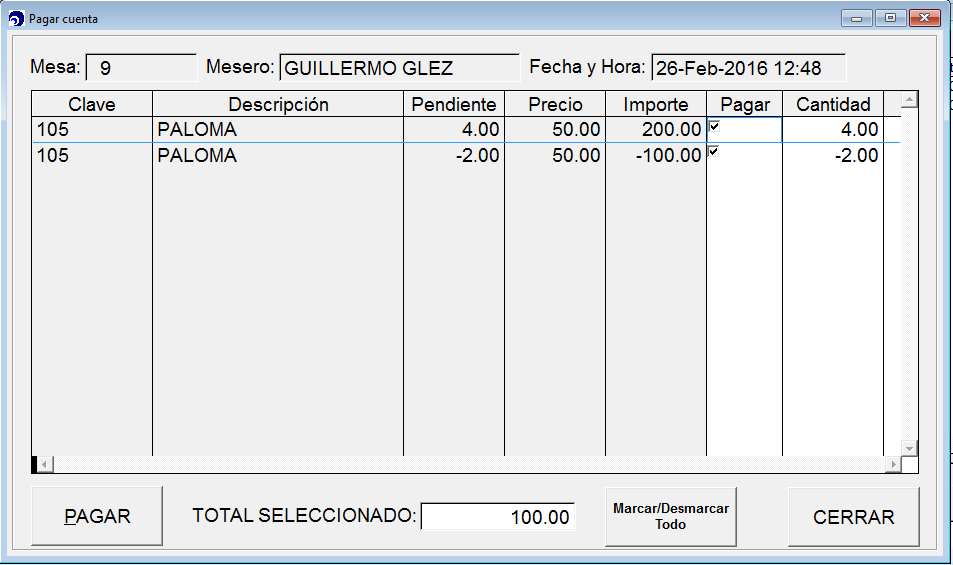 Pagar cuenta
Mesa: 9 Mesero: GUILLERMO GLEZ Fecha y Hora: 26-Feb-2016 12:48
Clave Descripción Pendiente Precio Importe Pagar Cantidad
105 PALOMA 4.00 50.00 200.00 4.00
105 PALOMA -2.00 50.00 -100.00 -2.00
PAGAR TOTAL SELECCIONADO: 100.00 Marcar/Desmarcar
Todo
CERRAR